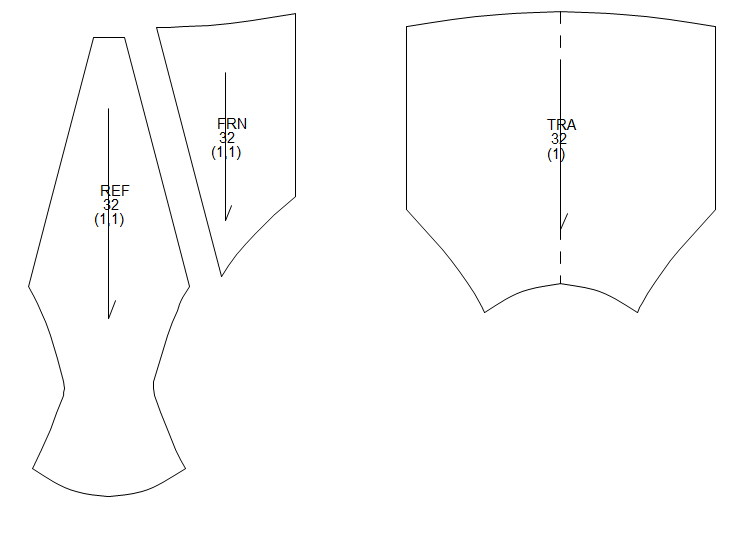 REF
32
(1,1)
FRN
32
(1,1)
TRA
32
(1)